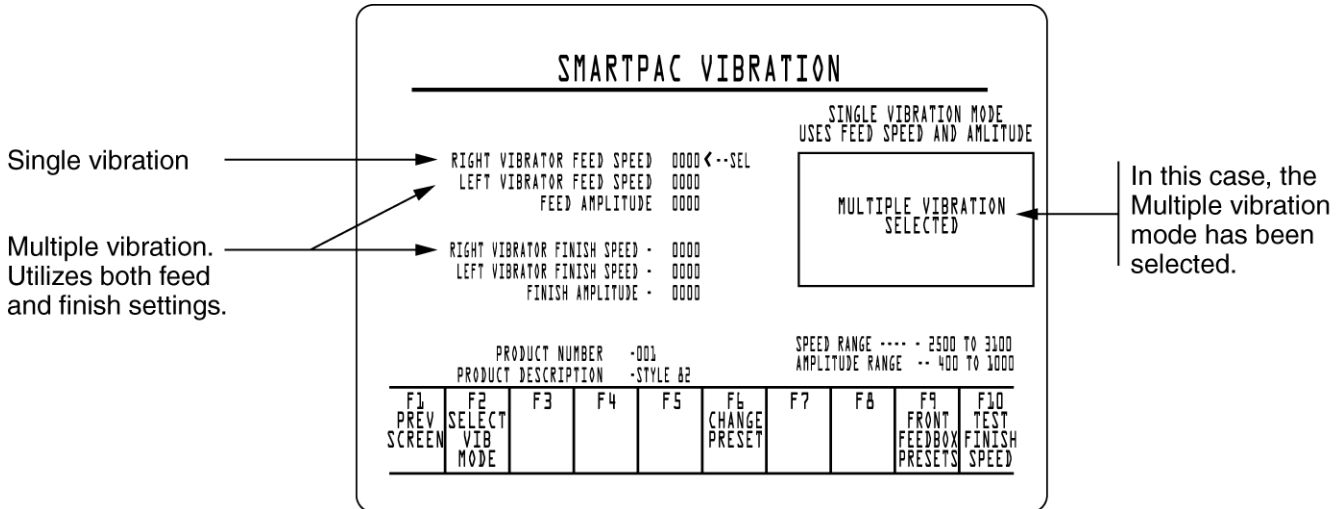 SMARTPAC VIBRATION
SINGLE VIBRATION MODE
USES FEED SPEED AND AMLITUDE
Single vibration
RIGHT VIBRATOR FEED SPEED 0000 <--SEL
LEFT VIBRATOR FEED SPEED 0000
FEED AMPLITUDE 0000
Multiple vibration.
Utilizes both feed
and finish settings.
RIGHT VIBRATOR FINISH SPEED - 0000
LEFT VIBRATOR FINISH SPEED - 0000
FINISH AMPLITUDE - 0000
MULTIPLE VIBRATION
SELECTED
In this case, the
Multiple vibration
mode has been
selected.
PRODUCT NUMBER -001
PRODUCT DESCRIPTION -STYLE 82
SPEED RANGE ---- - 2500 TO 3100
AMPLITUDE RANGE -- 400 TO 1000
F1
PREV
SCREEN
F2
SELECT
VIB
MODE
F3
F4
F5
F6
CHANGE
PRESET
F7
F8
F9
FRONT
FEEDBOX
PRESETS
F10
TEST
FINISH
SPEED